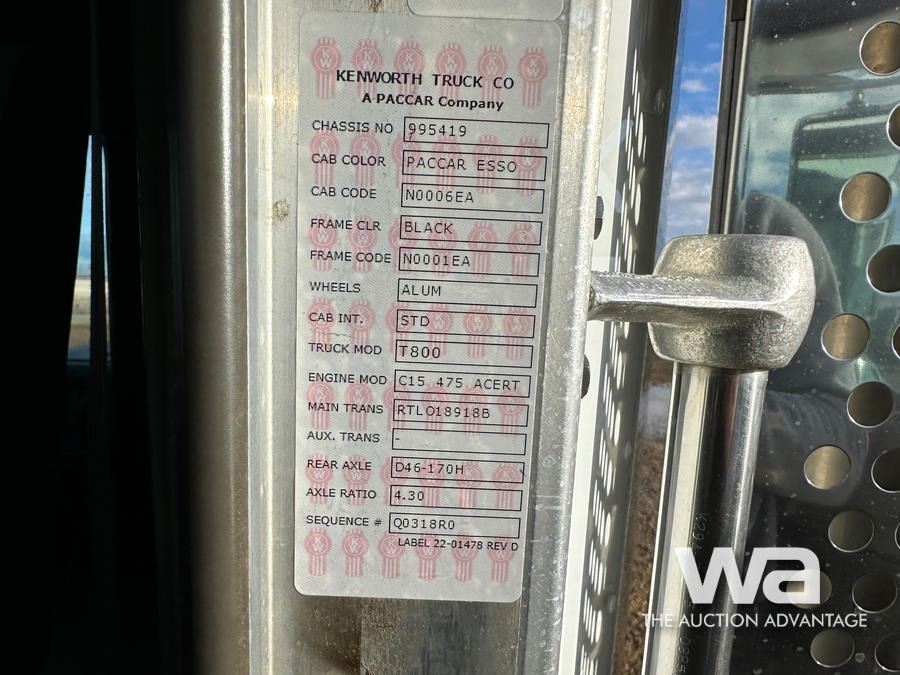 KENWORTH TRUCK CO
A PACCAR Company
CHASSIS NO 995419
CAB COLOR PACCAR ESSO
CAB CODE N0006EA
FRAME CLR BLACK
FRAME CODE N0001EA
WHEELS ALUM
CAB INT. STD
TRUCK MOD T800
ENGINE MOD C15 475 ACERT
MAIN TRANS RTLO18918B
AUX. TRANS -
REAR AXLE D46-170H
AXLE RATIO 4.30
SEQUENCE # Q0318R0
LABEL 22-01478 REV D
wa
THE AUCTION ADVANTAGE